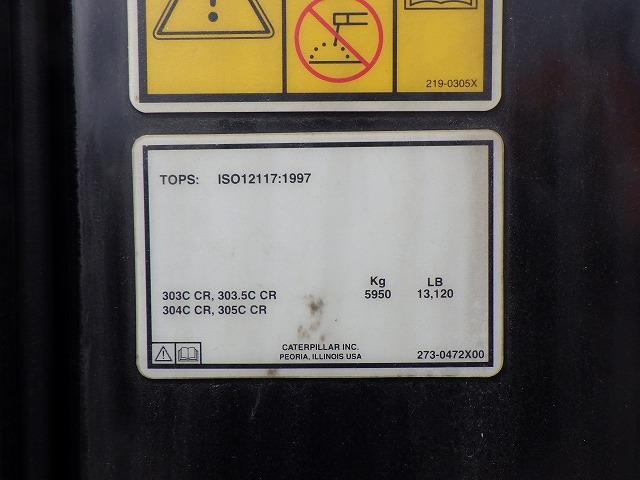 219-0305X
TOPS: ISO12117:1997
Kg LB
303C CR, 303.5C CR 5950 13,120
304C CR, 305C CR
CATERPILLAR INC.
PEORIA, ILLINOIS USA
273-0472X00